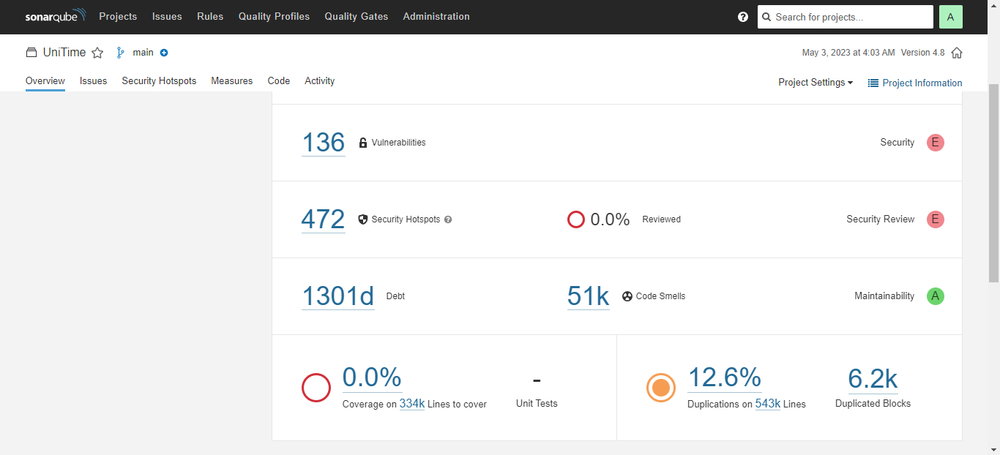 sonarqube Projects Issues Rules Quality Profiles Quality Gates Administration ? Search for projects... A
UniTime main May 3, 2023 at 4:03 AM Version 4.8
Overview Issues Security Hotspots Measures Code Activity Project Settings Project Information
136 Vulnerabilities Security E
472 Security Hotspots ? 0.0% Reviewed Security Review E
1301d Debt 51k Code Smells Maintainability A
0.0% - 12.6% 6.2k
Coverage on 334k Lines to cover Unit Tests Duplications on 543k Lines Duplicated Blocks